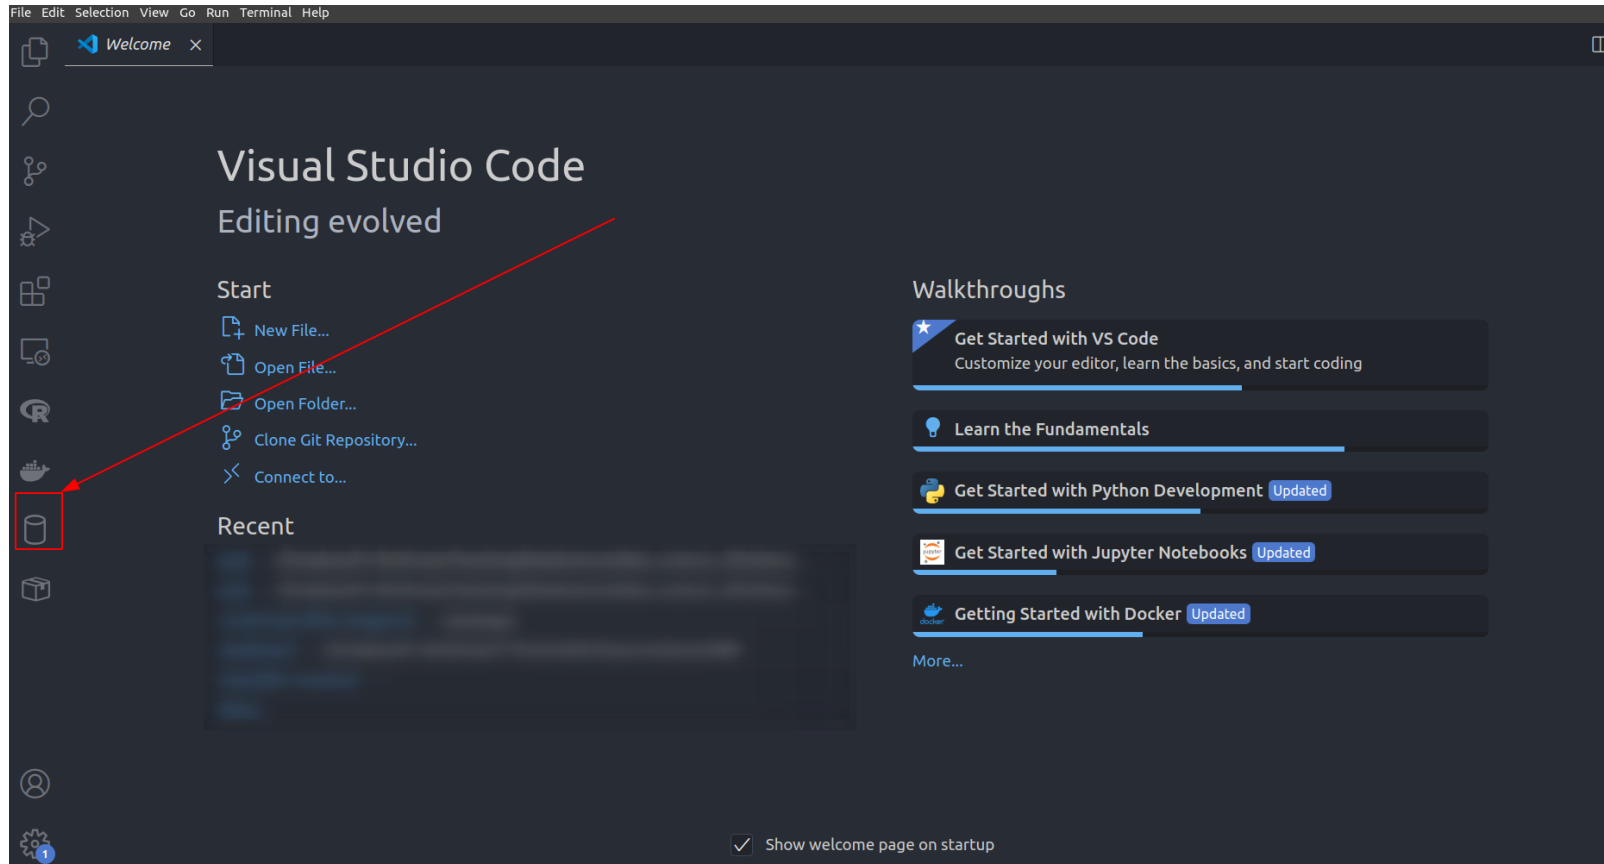 File Edit Selection View Go Run Terminal Help
Welcome
Visual Studio Code
Editing evolved
Start
New File...
Open File...
Open Folder...
Clone Git Repository...
Connect to...
Recent
Walkthroughs
Get Started with VS Code
Customize your editor, learn the basics, and start coding
Learn the Fundamentals
Get Started with Python Development Updated
jupyter
Get Started with Jupyter Notebooks Updated
docker
Getting Started with Docker Updated
More...
1
Show welcome page on startup